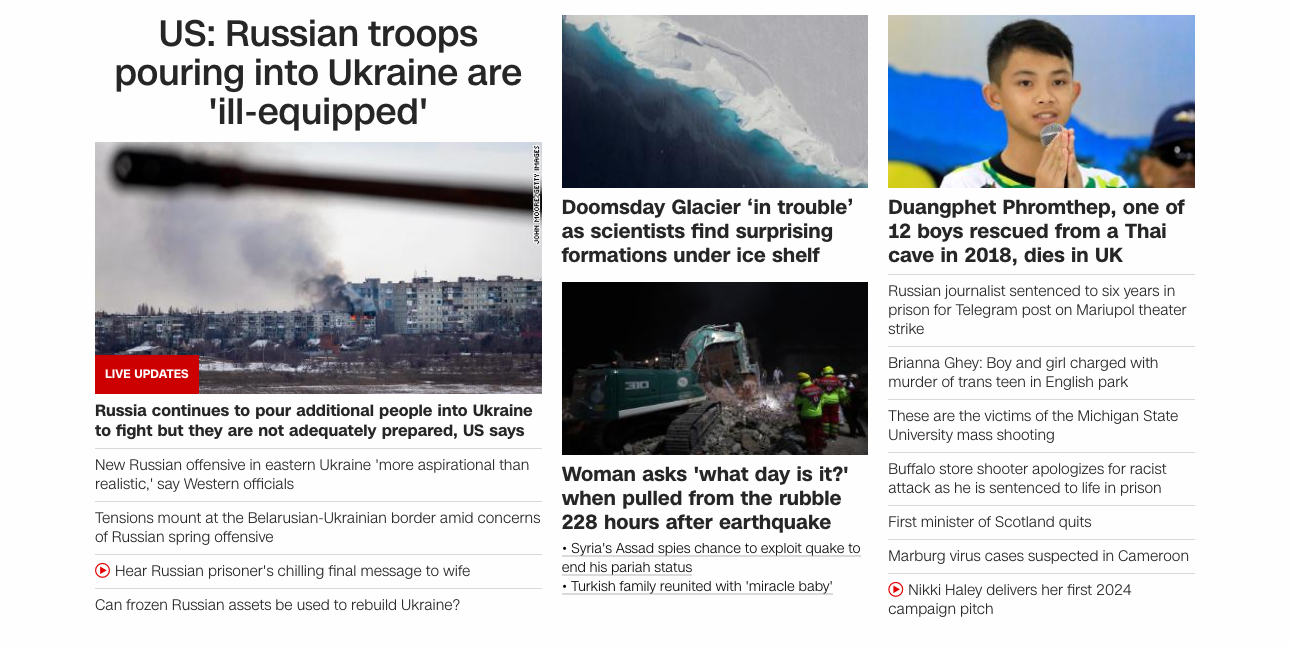 US: Russian troops
pouring into Ukraine are
'ill-equipped'
JOHN MOORE/GETTY IMAGES
LIVE UPDATES
Russia continues to pour additional people into Ukraine
to fight but they are not adequately prepared, US says
New Russian offensive in eastern Ukraine 'more aspirational than
realistic,' say Western officials
Tensions mount at the Belarusian-Ukrainian border amid concerns
of Russian spring offensive
Hear Russian prisoner's chilling final message to wife
Can frozen Russian assets be used to rebuild Ukraine?
Doomsday Glacier ‘in trouble’
as scientists find surprising
formations under ice shelf
310
Woman asks 'what day is it?'
when pulled from the rubble
228 hours after earthquake
• Syria's Assad spies chance to exploit quake to
end his pariah status
• Turkish family reunited with 'miracle baby'
Duangphet Phromthep, one of
12 boys rescued from a Thai
cave in 2018, dies in UK
Russian journalist sentenced to six years in
prison for Telegram post on Mariupol theater
strike
Brianna Ghey: Boy and girl charged with
murder of trans teen in English park
These are the victims of the Michigan State
University mass shooting
Buffalo store shooter apologizes for racist
attack as he is sentenced to life in prison
First minister of Scotland quits
Marburg virus cases suspected in Cameroon
Nikki Haley delivers her first 2024
campaign pitch